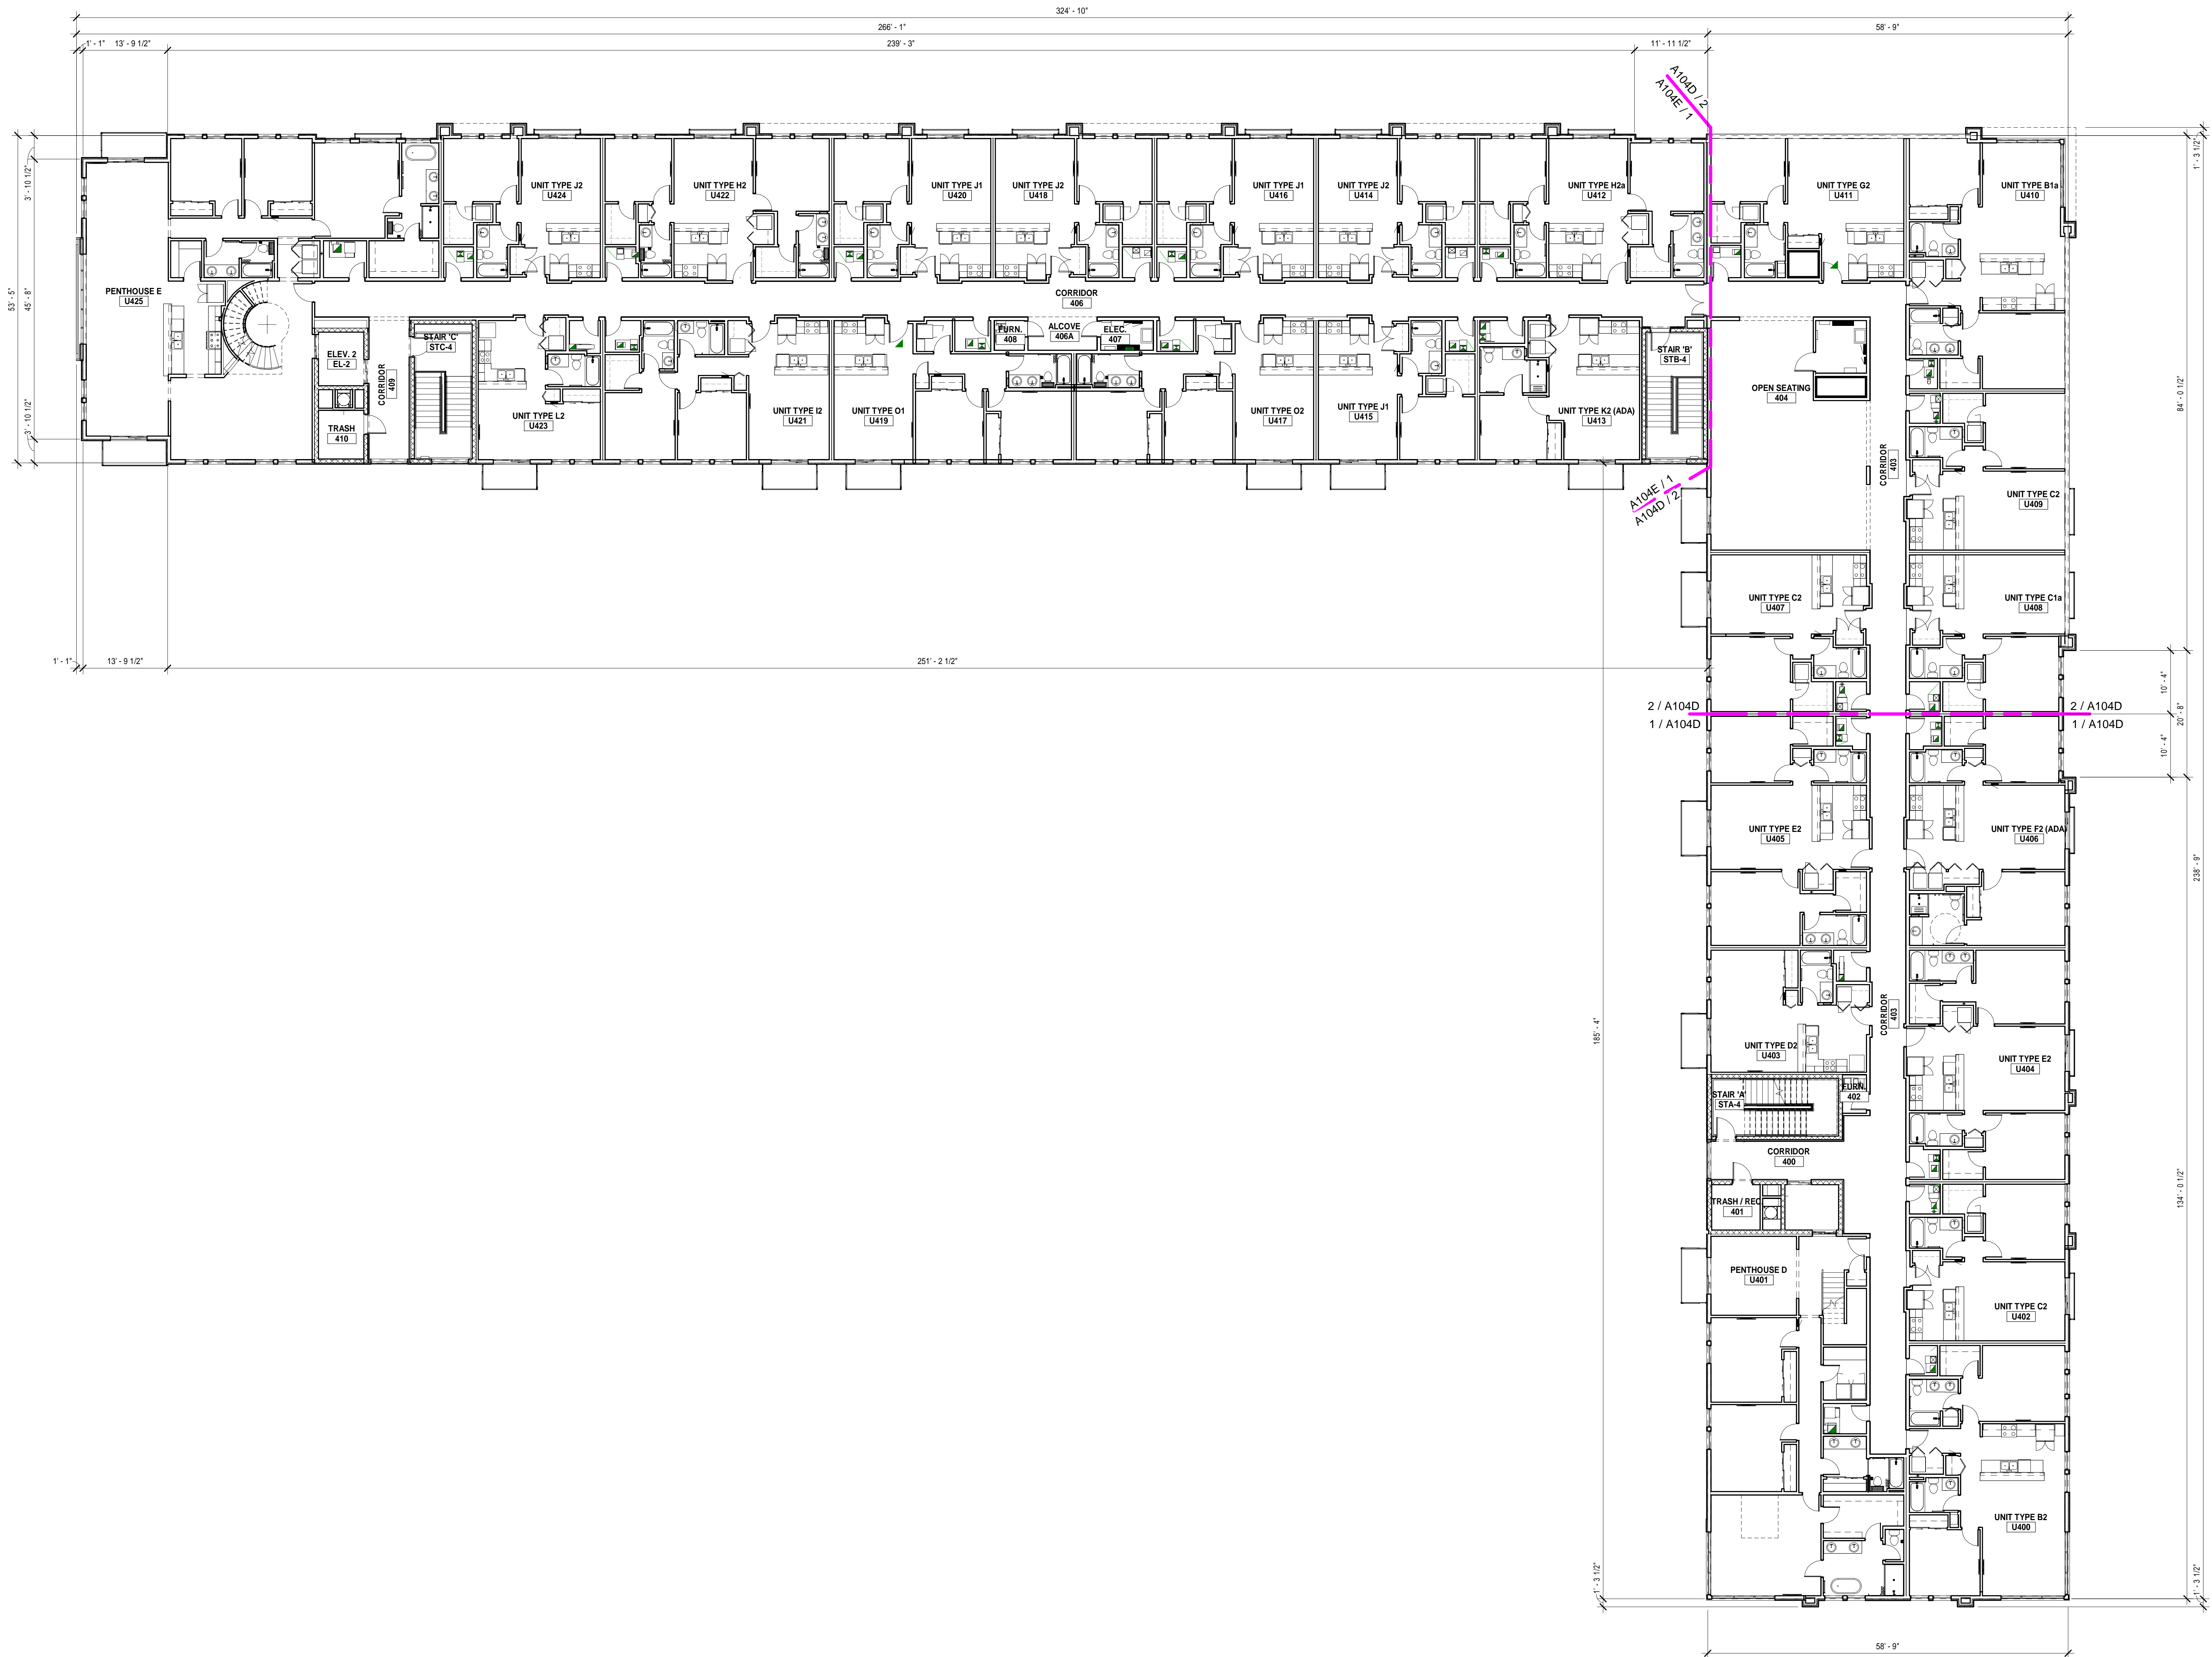 324' - 10"
266' - 1"
58' - 9"
1' - 1"
13' - 9 1/2"
239' - 3"
11' - 11 1/2"
A104D / 2
A104E / 1
53' - 5"
3' - 10 1/2"
45' - 8"
3' - 10 1/2"
UNIT TYPE J2
U424
UNIT TYPE H2
U422
UNIT TYPE J1
U420
UNIT TYPE J2
U418
UNIT TYPE J1
U416
UNIT TYPE J2
U414
UNIT TYPE H2a
U412
UNIT TYPE G2
U411
UNIT TYPE B1a
U410
1' - 3 1/2"
84' - 0 1/2"
PENTHOUSE E
U425
CORRIDOR
406
ELEV. 2
EL-2
CORRIDOR
409
STAIR 'C'
STC-4
TRASH
410
UNIT TYPE L2
U423
UNIT TYPE I2
U421
UNIT TYPE O1
U419
FURN.
408
ALCOVE
406A
ELEC.
407
UNIT TYPE O2
U417
UNIT TYPE J1
U415
UNIT TYPE K2 (ADA)
U413
STAIR 'B'
STB-4
OPEN SEATING
404
CORRIDOR
403
UNIT TYPE C2
U409
A104E / 1
A104D / 2
UNIT TYPE C2
U407
UNIT TYPE C1a
U408
1' - 1"
13' - 9 1/2"
251' - 2 1/2"
2 / A104D
1 / A104D
2 / A104D
1 / A104D
10' - 4"
20' - 8"
10' - 4"
UNIT TYPE E2
U405
UNIT TYPE F2 (ADA)
U406
238' - 9"
185' - 4"
CORRIDOR
403
UNIT TYPE D2
U403
UNIT TYPE E2
U404
STAIR 'A'
STA-4
FURN.
402
CORRIDOR
400
TRASH / REC
401
134' - 0 1/2"
PENTHOUSE D
U401
UNIT TYPE C2
U402
UNIT TYPE B2
U400
1' - 3 1/2"
1' - 3 1/2"
58' - 9"